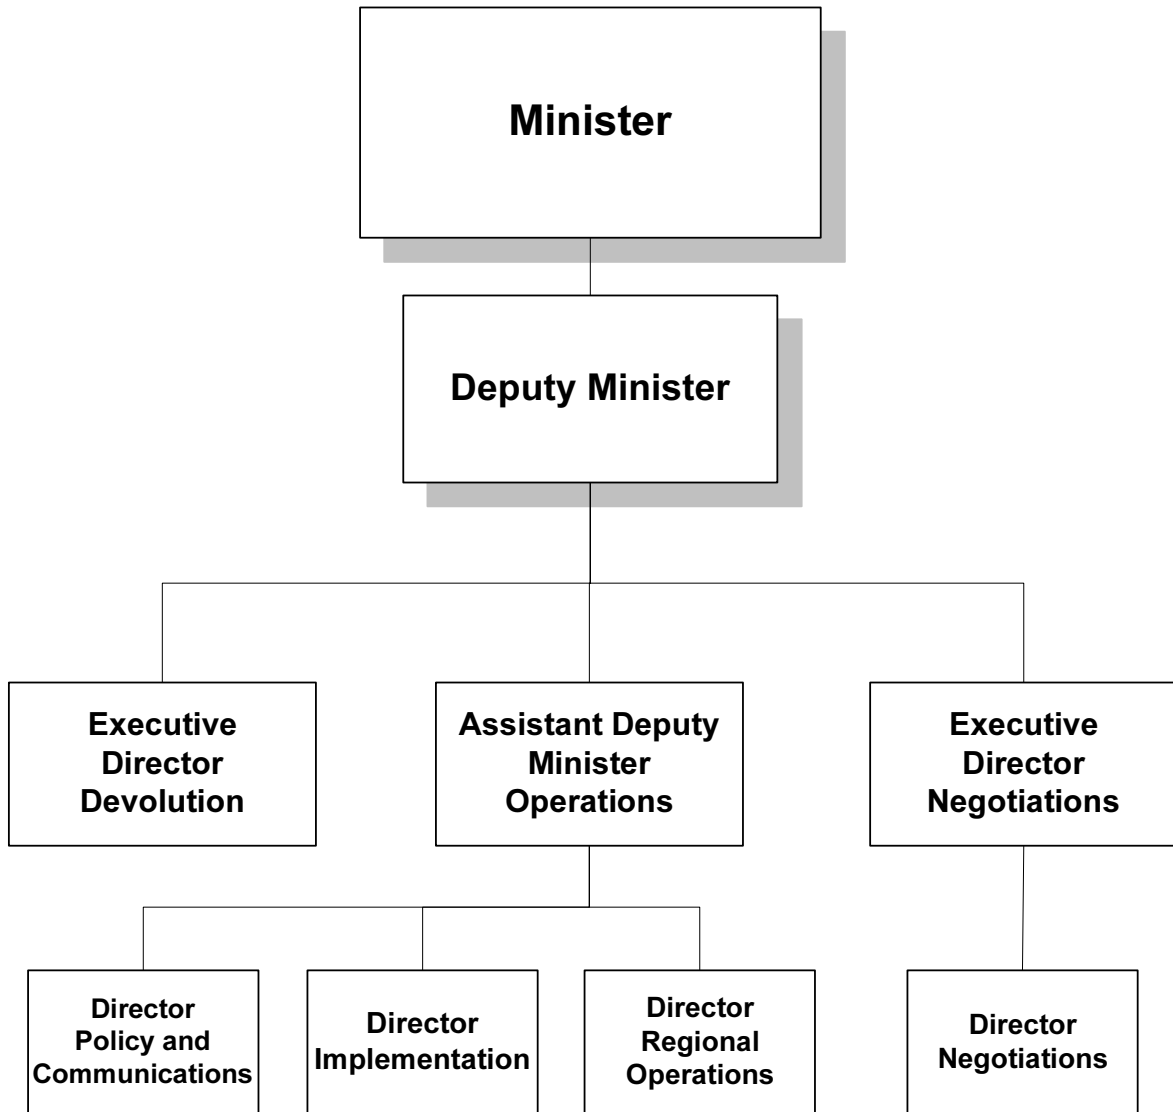 Minister
Deputy Minister
Executive
Director
Devolution
Assistant Deputy
Minister
Operations
Executive
Director
Negotiations
Director
Policy and
Communications
Director
Implementation
Director
Regional
Operations
Director
Negotiations